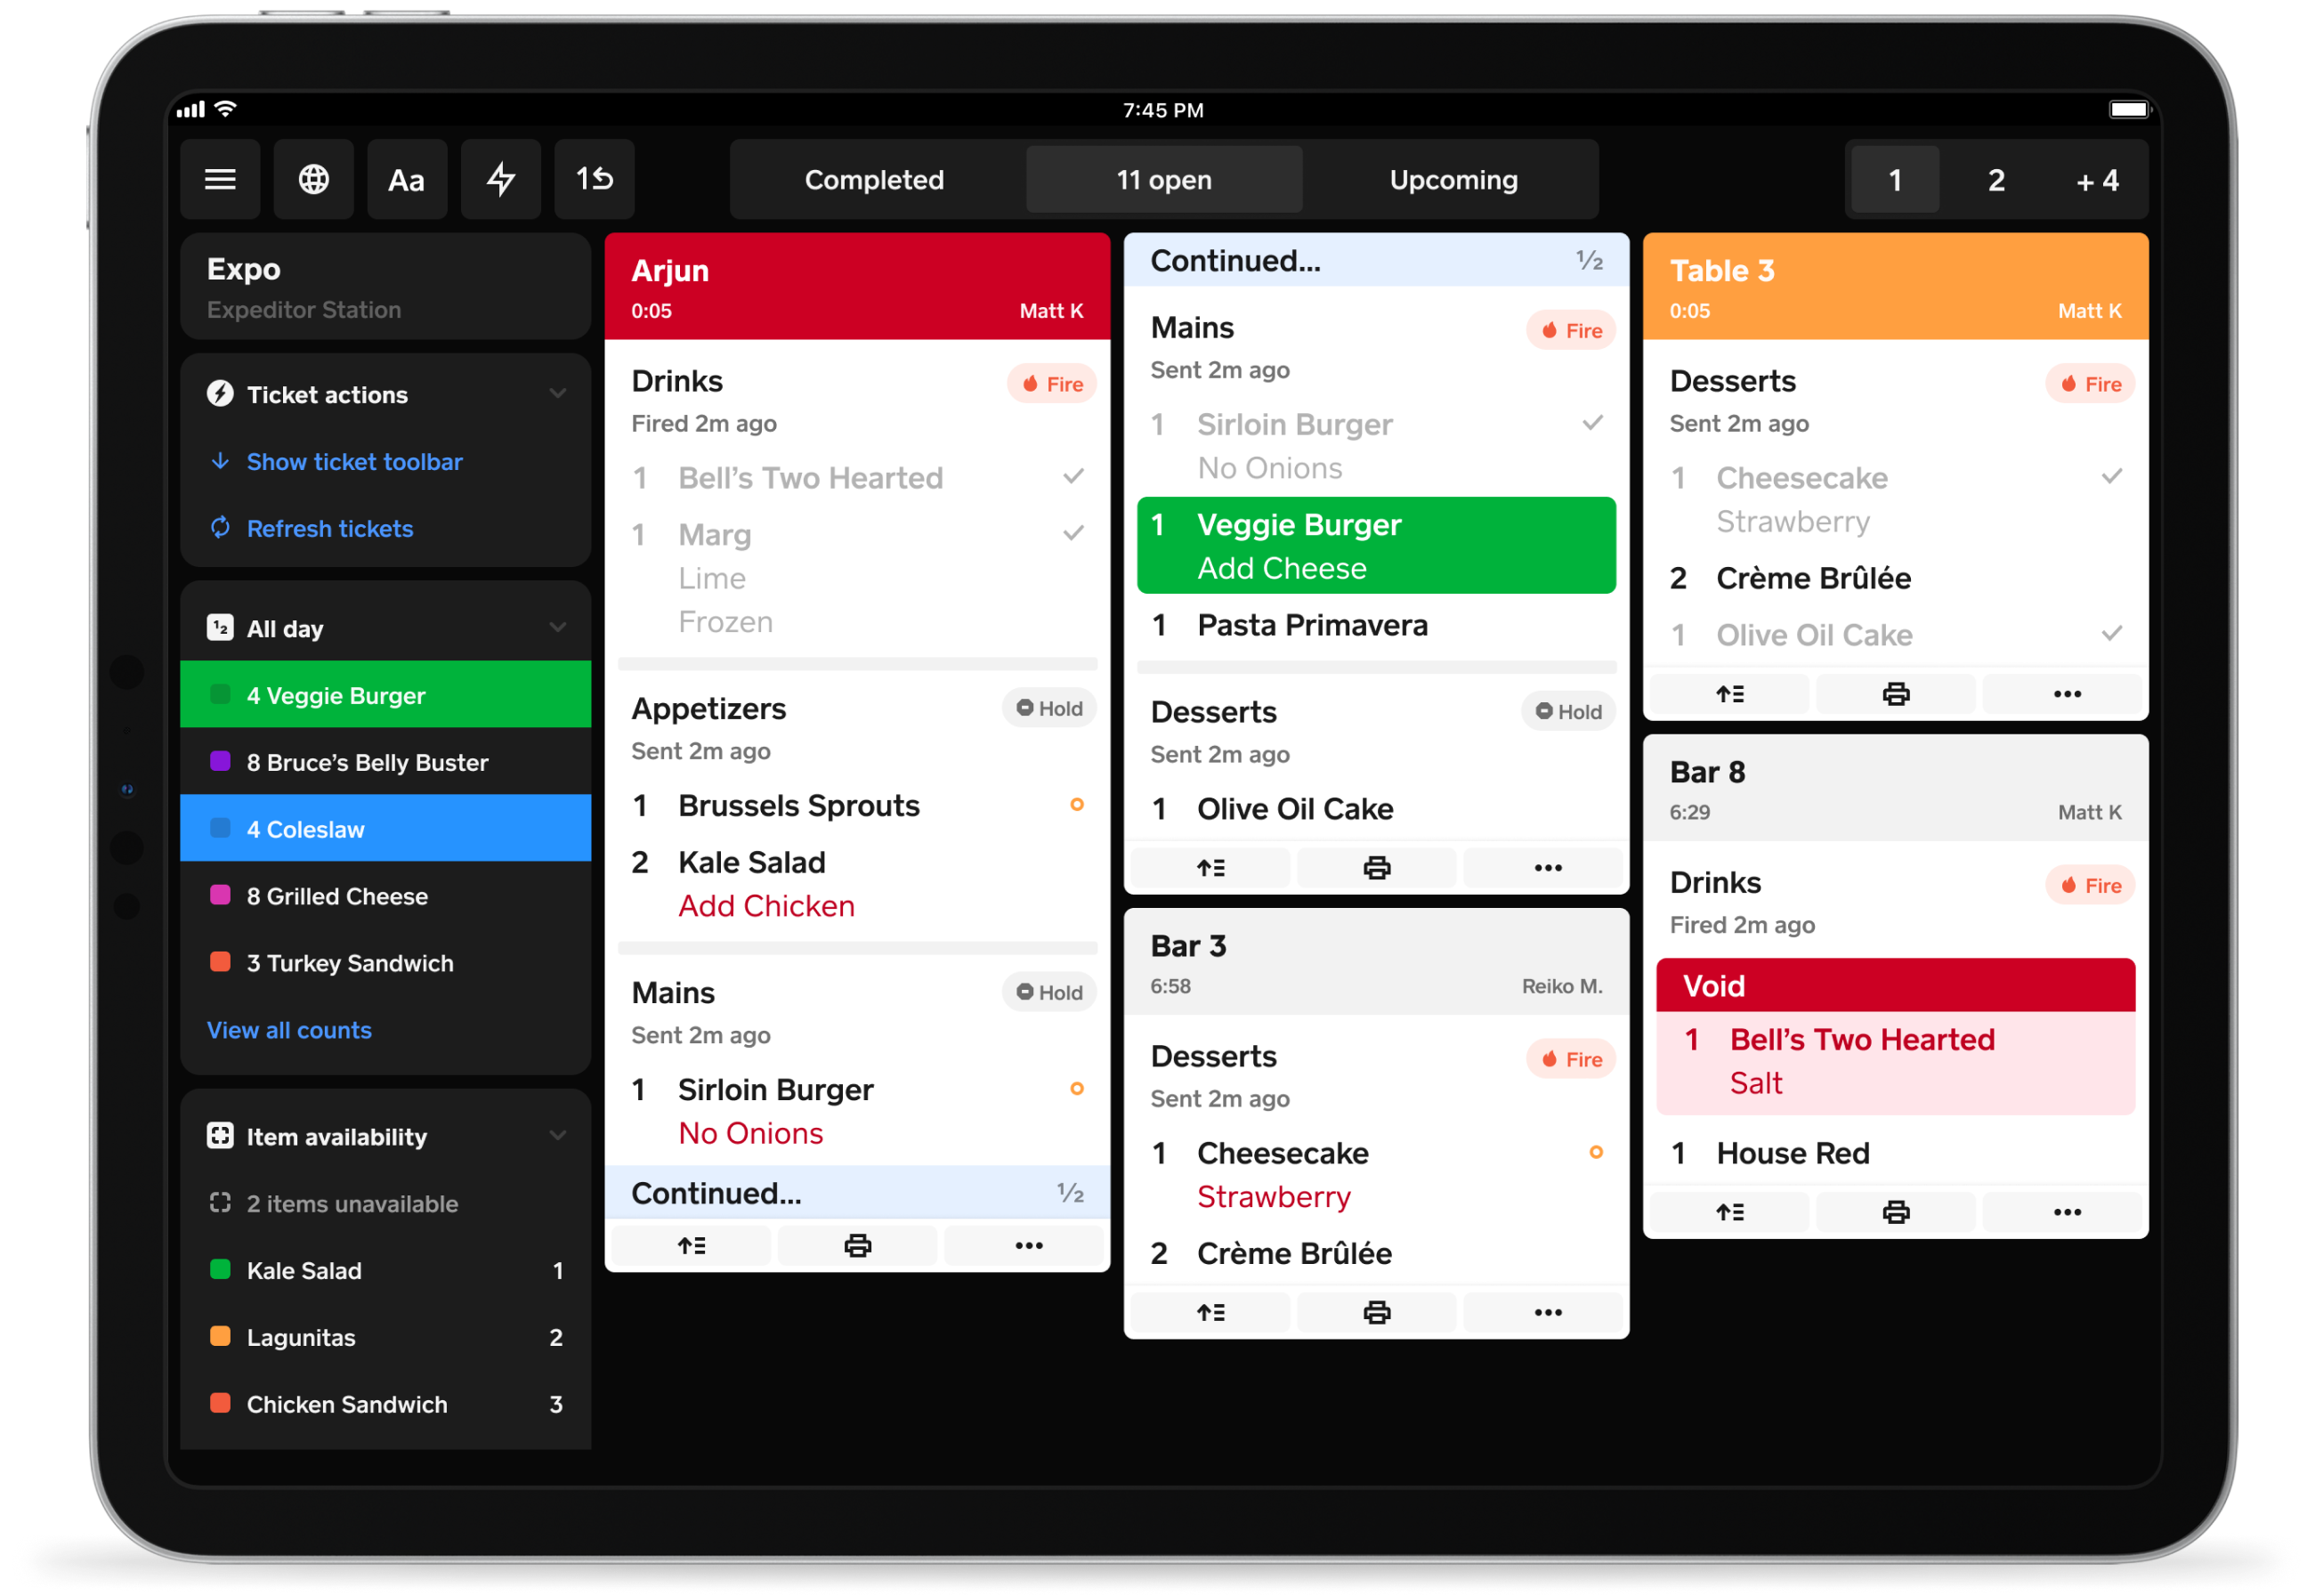 7:45 PM
Aa
1
Completed
11 open
Upcoming
1
2
+ 4
Expo
Expeditor Station
Ticket actions
Show ticket toolbar
Refresh tickets
1 2 All day
4 Veggie Burger
8 Bruce’s Belly Buster
4 Coleslaw
8 Grilled Cheese
3 Turkey Sandwich
View all counts
Item availability
2 items unavailable
Kale Salad 1
Lagunitas 2
Chicken Sandwich 3
Arjun
0:05 Matt K
Drinks Fire
Fired 2m ago
1 Bell’s Two Hearted
1 Marg
Lime
Frozen
Appetizers Hold
Sent 2m ago
1 Brussels Sprouts
2 Kale Salad
Add Chicken
Mains Hold
Sent 2m ago
1 Sirloin Burger
No Onions
Continued... ½
Continued... ½
Mains Fire
Sent 2m ago
1 Sirloin Burger
No Onions
1 Veggie Burger
Add Cheese
1 Pasta Primavera
Desserts Hold
Sent 2m ago
1 Olive Oil Cake
Bar 3
6:58 Reiko M.
Desserts Fire
Sent 2m ago
1 Cheesecake
Strawberry
2 Crème Brûlée
Table 3
0:05 Matt K
Desserts Fire
Sent 2m ago
1 Cheesecake
Strawberry
2 Crème Brûlée
1 Olive Oil Cake
Bar 8
6:29 Matt K
Drinks Fire
Fired 2m ago
Void
1 Bell’s Two Hearted
Salt
1 House Red